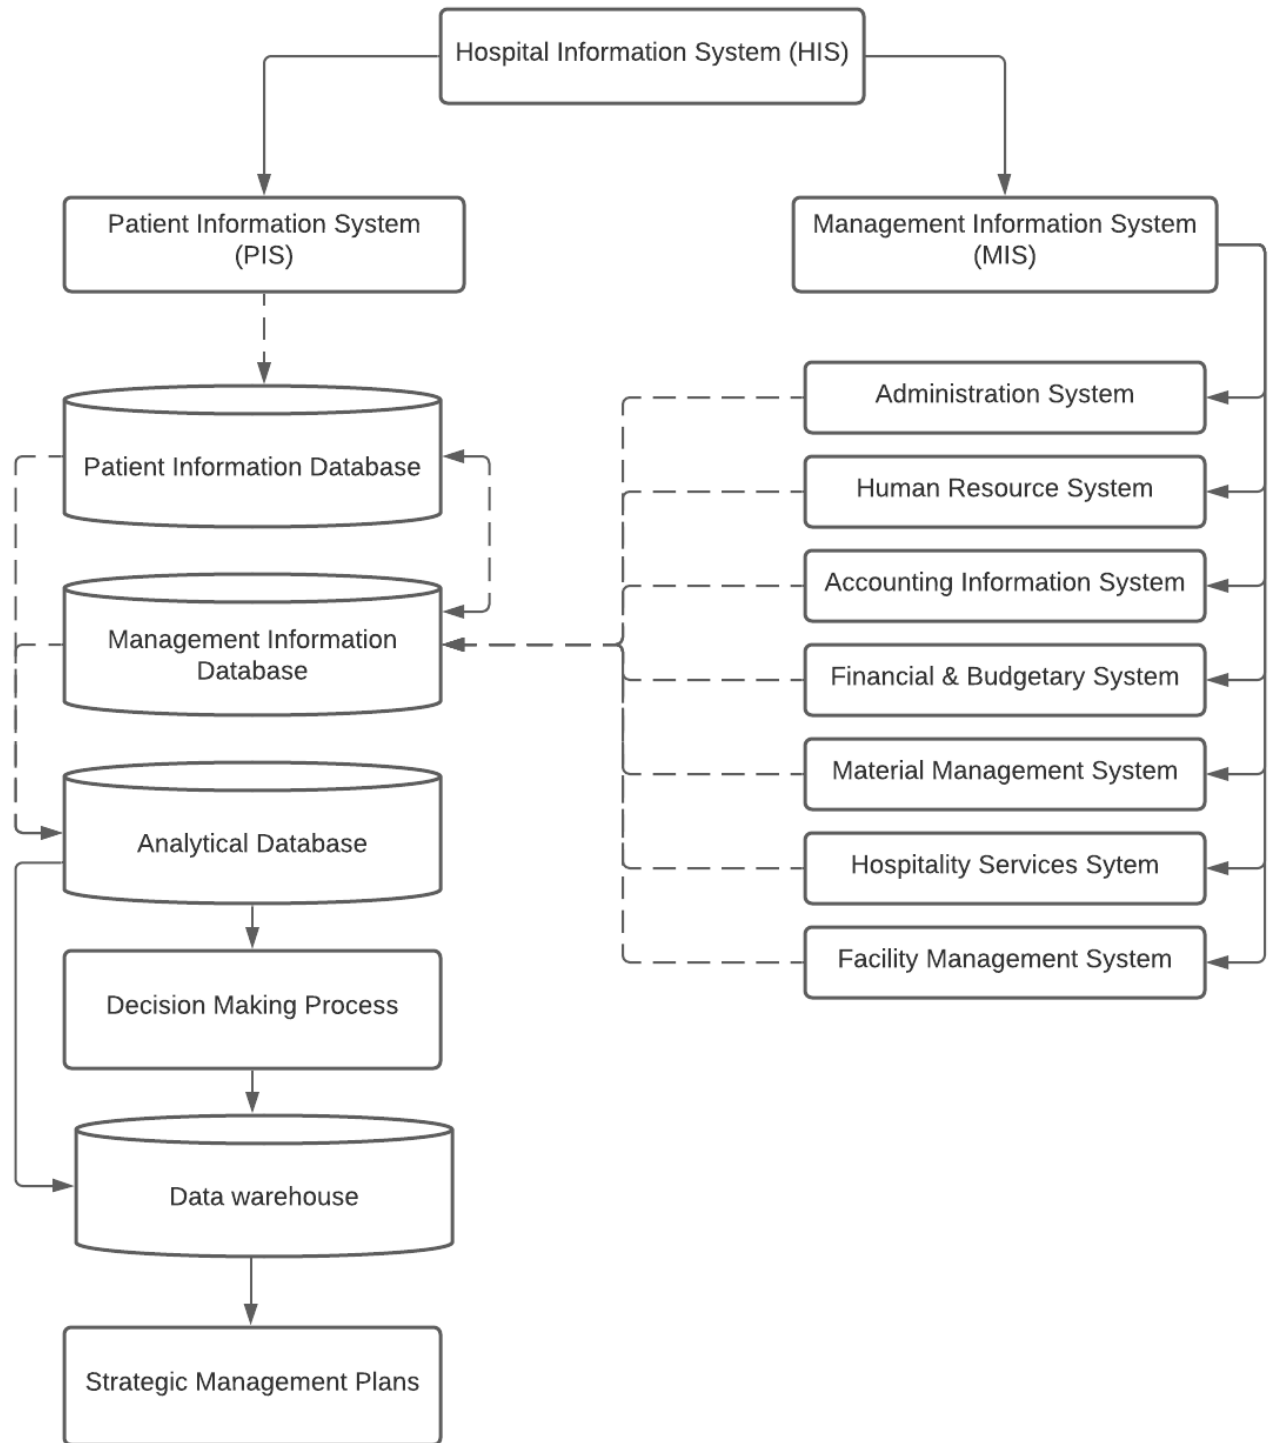 Hospital Information System (HIS)
Patient Information System
(PIS)
Management Information System
(MIS)
Patient Information Database
Management Information
Database
Analytical Database
Decision Making Process
Data warehouse
Strategic Management Plans
Administration System
Human Resource System
Accounting Information System
Financial & Budgetary System
Material Management System
Hospitality Services Sytem
Facility Management System